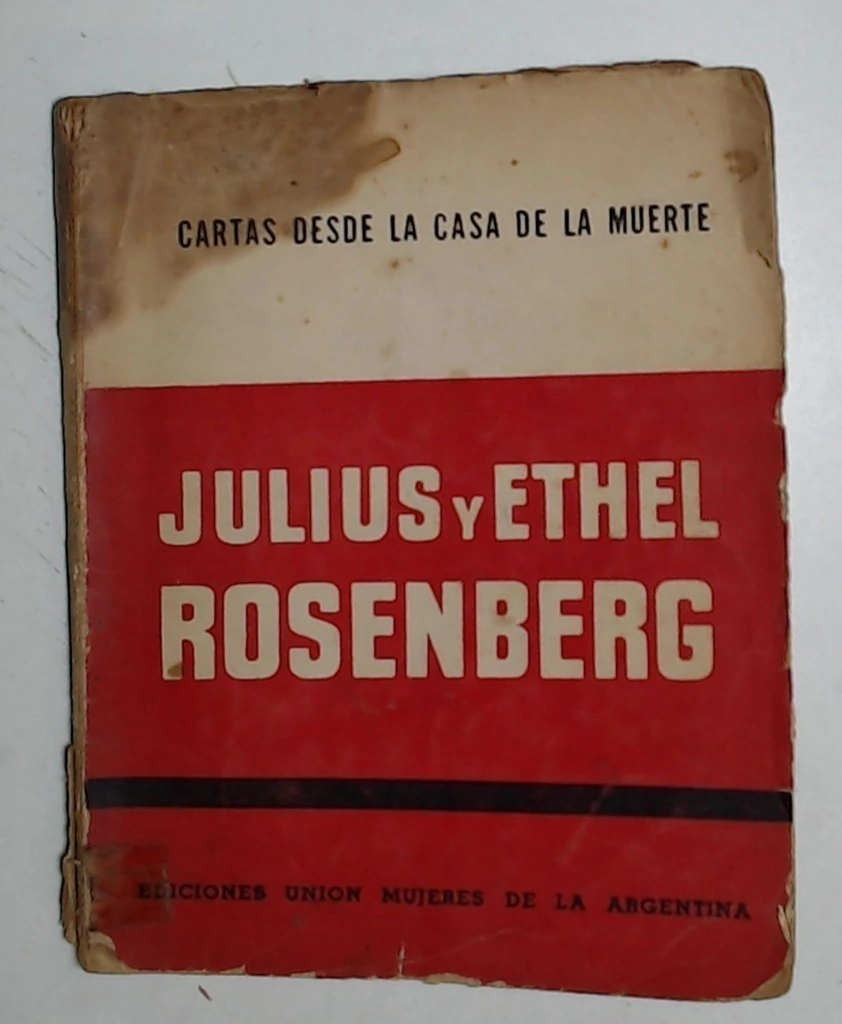 CARTAS DESDE LA CASA DE LA MUERTE
JULIUS Y ETHEL
ROSENBERG
EDICIONES UNION MUJERES DE LA ARGENTINA